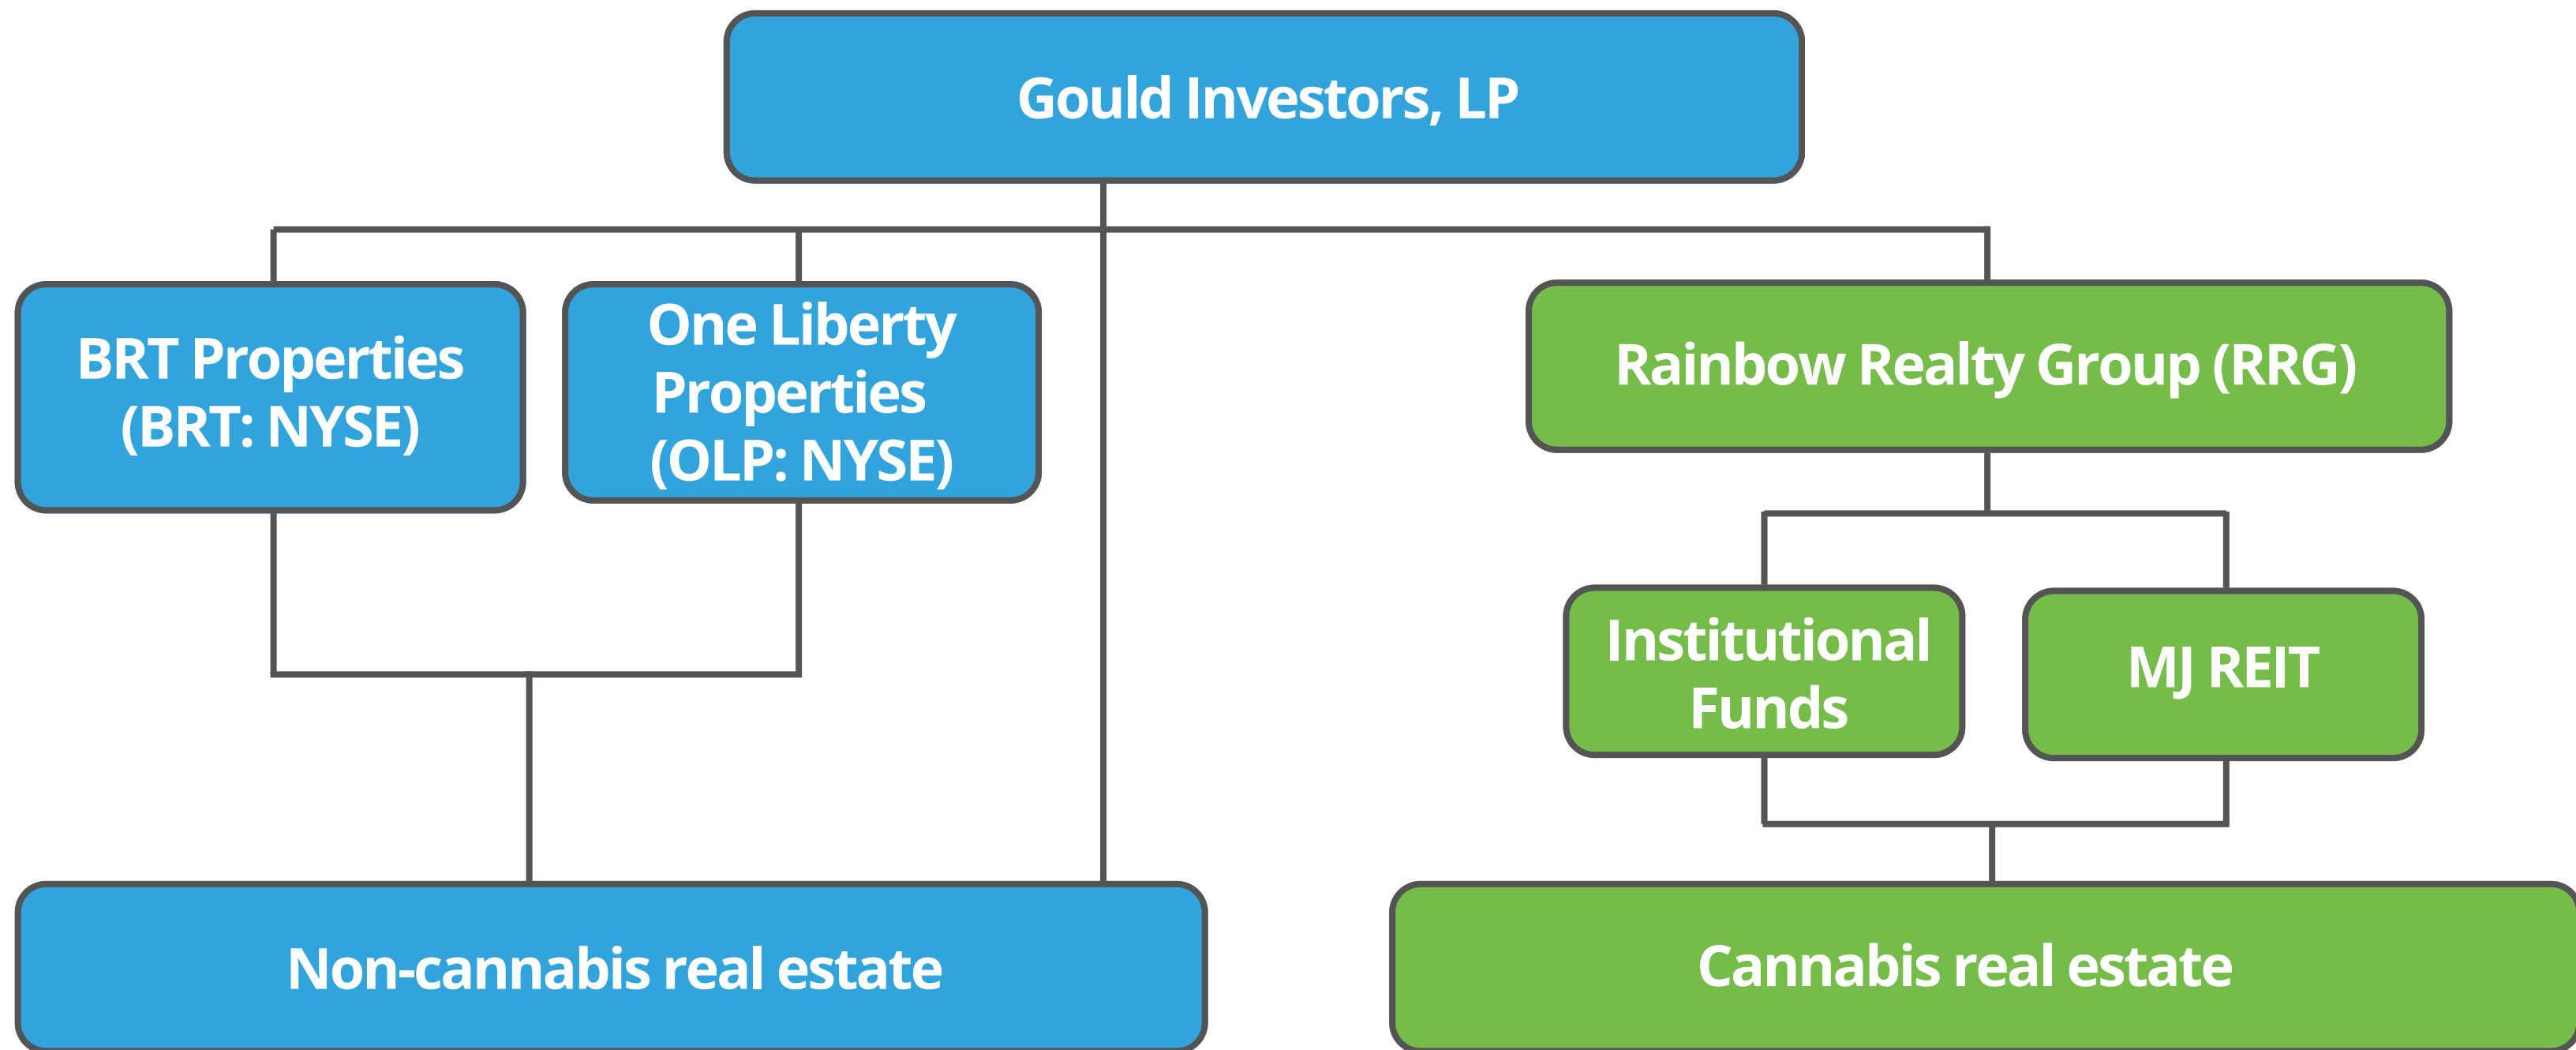 Gould Investors, LP
BRT Properties
(BRT: NYSE)
One Liberty
Properties
(OLP: NYSE)
Rainbow Realty Group (RRG)
Institutional
Funds
MJ REIT
Non-cannabis real estate
Cannabis real estate